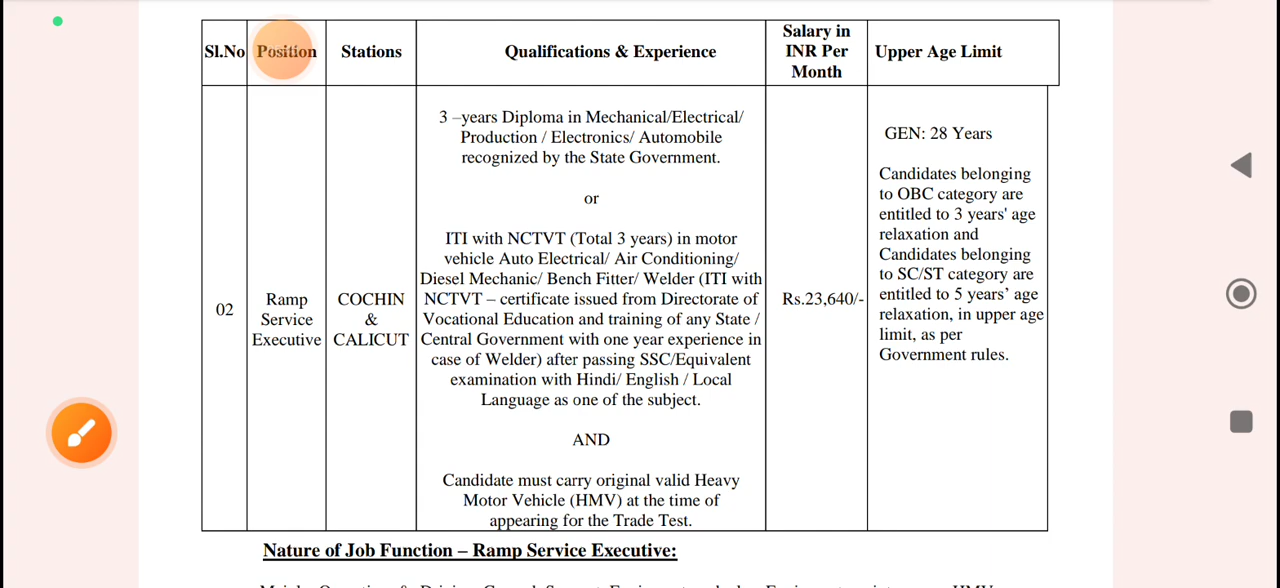 Sl.No Position Stations Qualifications & Experience Salary in INR Per Month Upper Age Limit
02
Ramp
Service
Executive
COCHIN
&
CALICUT
3 –years Diploma in Mechanical/Electrical/
Production / Electronics/ Automobile
recognized by the State Government.
or
ITI with NCTVT (Total 3 years) in motor
vehicle Auto Electrical/ Air Conditioning/
Diesel Mechanic/ Bench Fitter/ Welder (ITI with
NCTVT – certificate issued from Directorate of
Vocational Education and training of any State /
Central Government with one year experience in
case of Welder) after passing SSC/Equivalent
examination with Hindi/ English / Local
Language as one of the subject.
AND
Candidate must carry original valid Heavy
Motor Vehicle (HMV) at the time of
appearing for the Trade Test.
Rs.23,640/-
GEN: 28 Years
Candidates belonging
to OBC category are
entitled to 3 years' age
relaxation and
Candidates belonging
to SC/ST category are
entitled to 5 years’ age
relaxation, in upper age
limit, as per
Government rules.
Nature of Job Function – Ramp Service Executive: